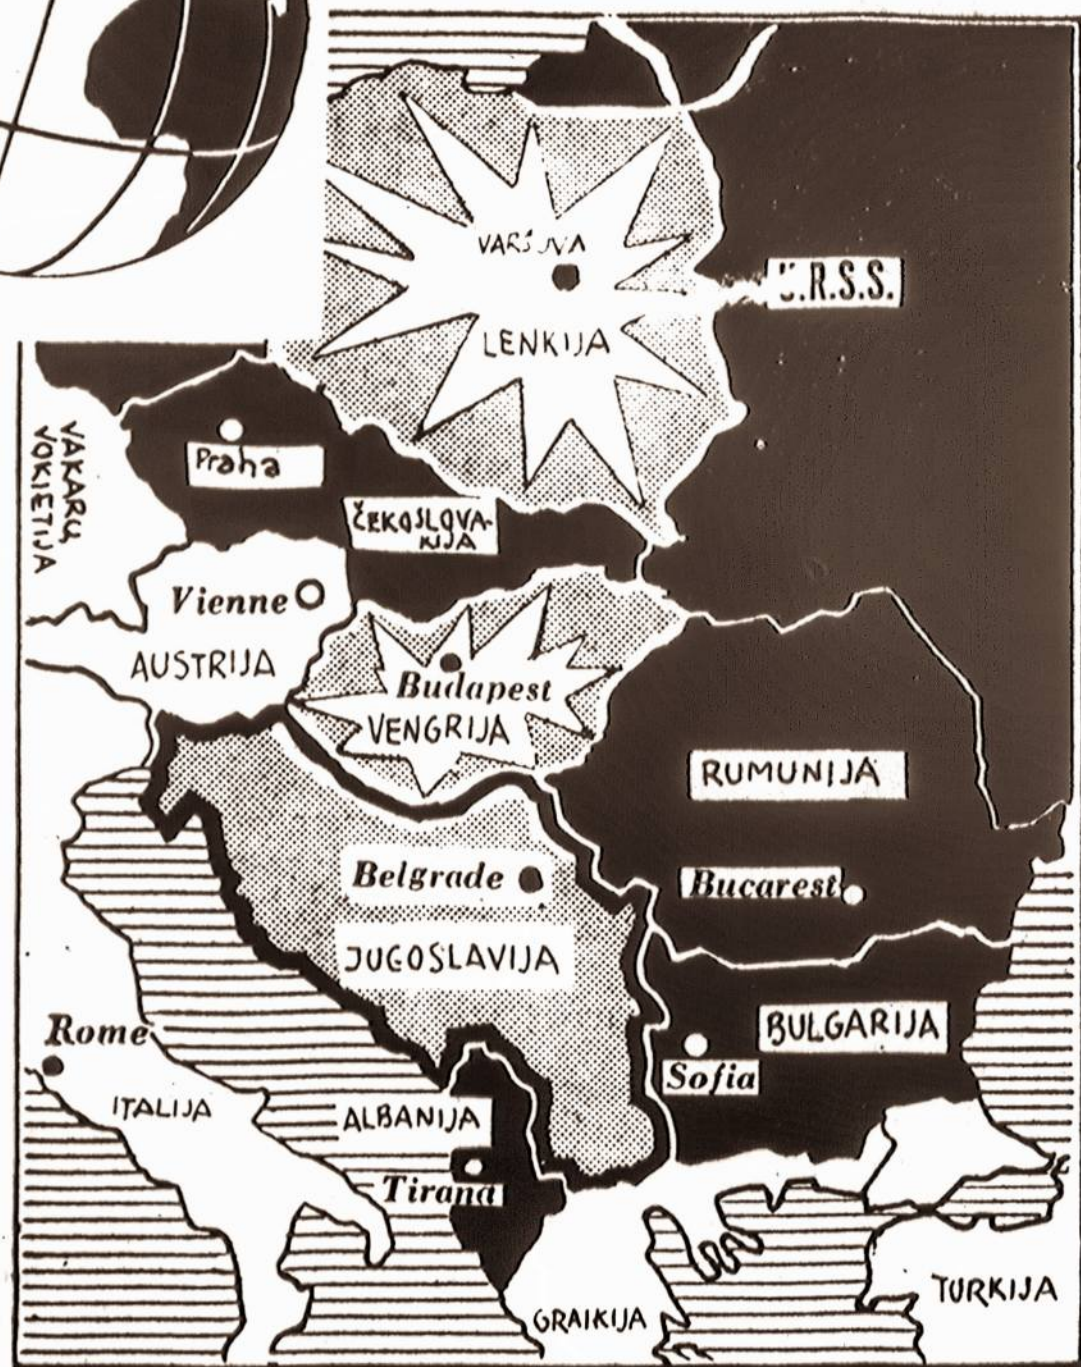 LENKIJA
.R.S.S.
VAKARŲ
VOKIETIJA
Praha
ČEKOSLOVA-
KIJA
Vienne
AUSTRIJA
Budapest
VENGRIJA
RUMUNIJA
Belgrade
Bucarest
JUGOSLAVIJA
BULGARIJA
Rome
Sofia
ITALIJA
ALBANIJA
Tirana
TURKIJA
GRAIKIJA